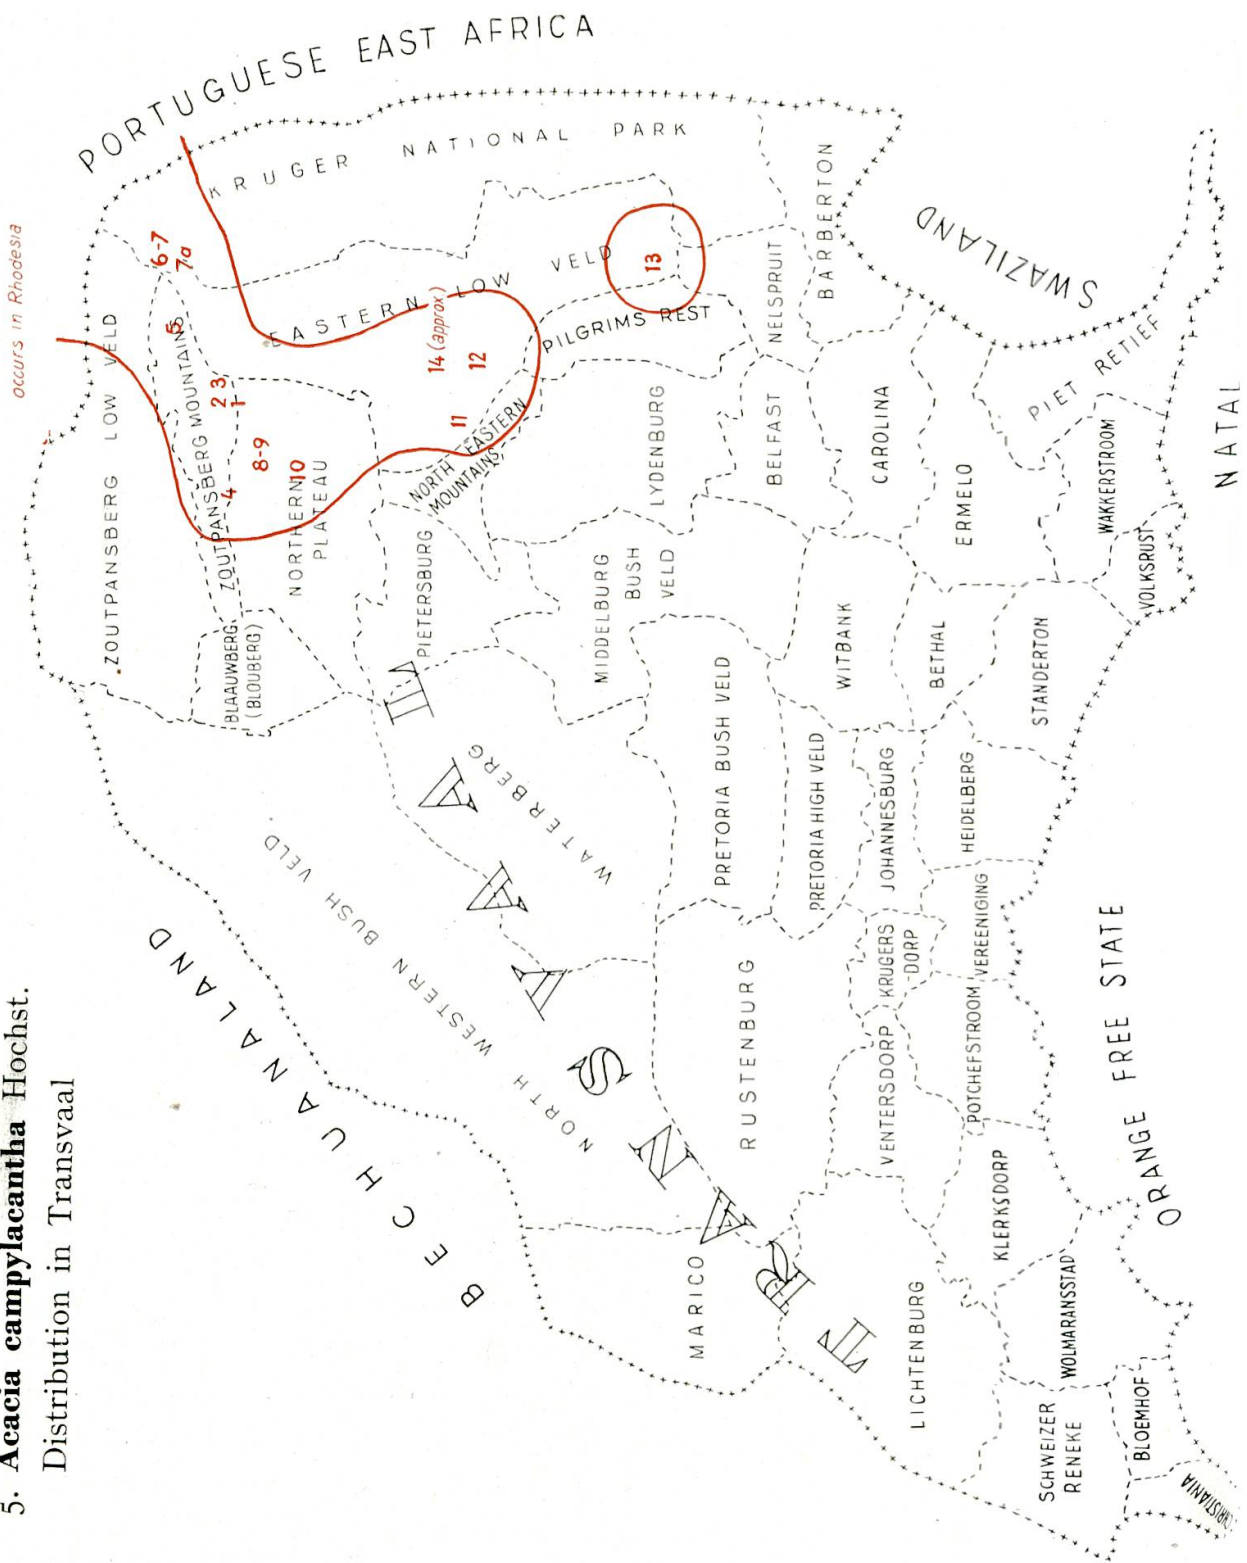 5. Acacia campylacantha Hochst.
Distribution in Transvaal
occurs in Rhodesia
PORTUGUESE EAST AFRICA
BECHUANALAND
SWAZILAND
NATAL
ORANGE FREE STATE
TRANSVAAL
ZOUTPANSBERG LOW VELD
ZOUTPANSBERG MOUNTAINS
BLAAUWBERG
(BLOUBERG)
NORTHERN
PLATEAU
KRUGER NATIONAL PARK
EASTERN LOW VELD
6-7
7a
5
2 3
1
4
8-9
10
11
12
14 (approx)
13
NORTH EASTERN
MOUNTAINS
PILGRIMS REST
PIETERSBURG
NORTH WESTERN BUSH VELD
WATERBERG
MIDDELBURG
BUSH
VELD
LYDENBURG
NELSPRUIT
BARBERTON
BELFAST
CAROLINA
PRETORIA BUSH VELD
PRETORIA HIGH VELD
WITBANK
ERMELO
PIET RETIEF
WAKKERSTROOM
VOLKSRUST
BETHAL
STANDERTON
RUSTENBURG
JOHANNESBURG
HEIDELBERG
KRUGERS
-DORP
VEREENIGING
POTCHEFSTROOM
VENTERSDORP
KLERKSDORP
MARICO
LICHTENBURG
WOLMARANSSTAD
SCHWEIZER
RENEKE
BLOEMHOF
CHRISTIANIA